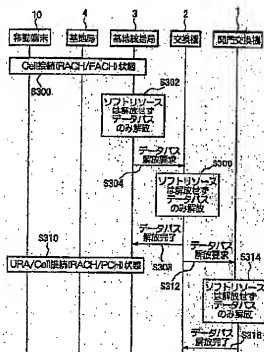 10
4
3
2
1
移動端末
基地局
基地制御局
交換機
関門交換機
Cell接続(RACH/FACH)状態
S300
S302
ソフトリソース
は解放せず
データパス
のみ解放
データパス
解放要求
S304
S306
ソフトリソース
は解放せず
データパス
のみ解放
データパス
解放完了
S308
S310
URA/Cell接続(RACH/PCH)状態
データパス
解放要求
S312
S314
ソフトリソース
は解放せず
データパス
のみ解放
データパス
解放完了
S316